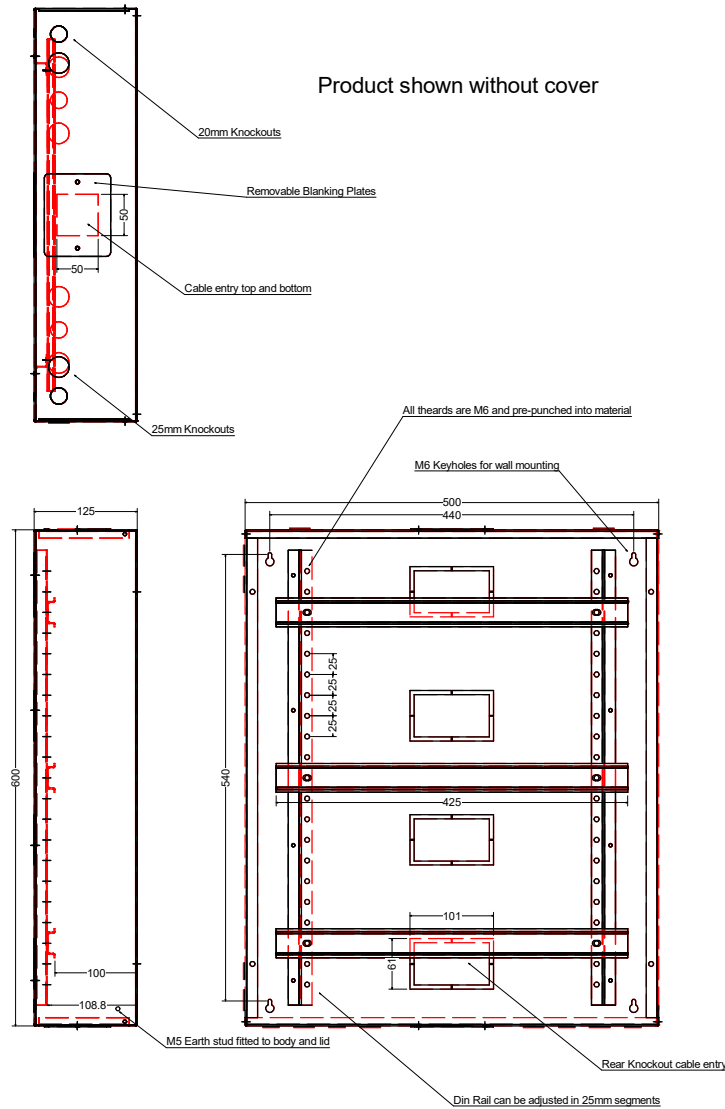 Product shown without cover
20mm Knockouts
Removable Blanking Plates
50
50
Cable entry top and bottom
25mm Knockouts
All theards are M6 and pre-punched into material
M6 Keyholes for wall mounting
125
500
440
25
25
25
25
600
540
425
101
61
100
108.8
M5 Earth stud fitted to body and lid
Rear Knockout cable entry
Din Rail can be adjusted in 25mm segments